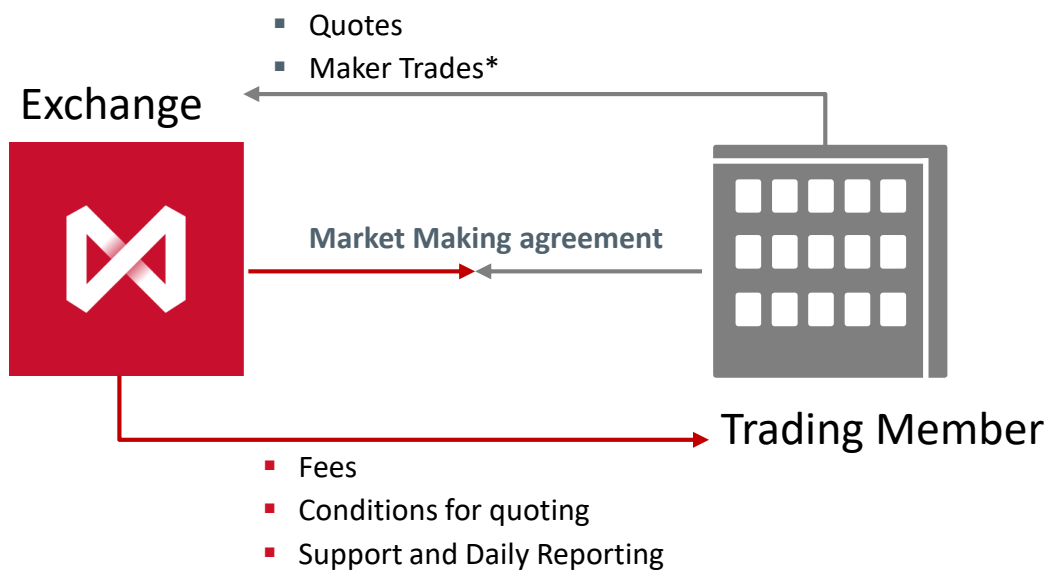 Quotes
Maker Trades*
Exchange
Market Making agreement
Trading Member
Fees
Conditions for quoting
Support and Daily Reporting